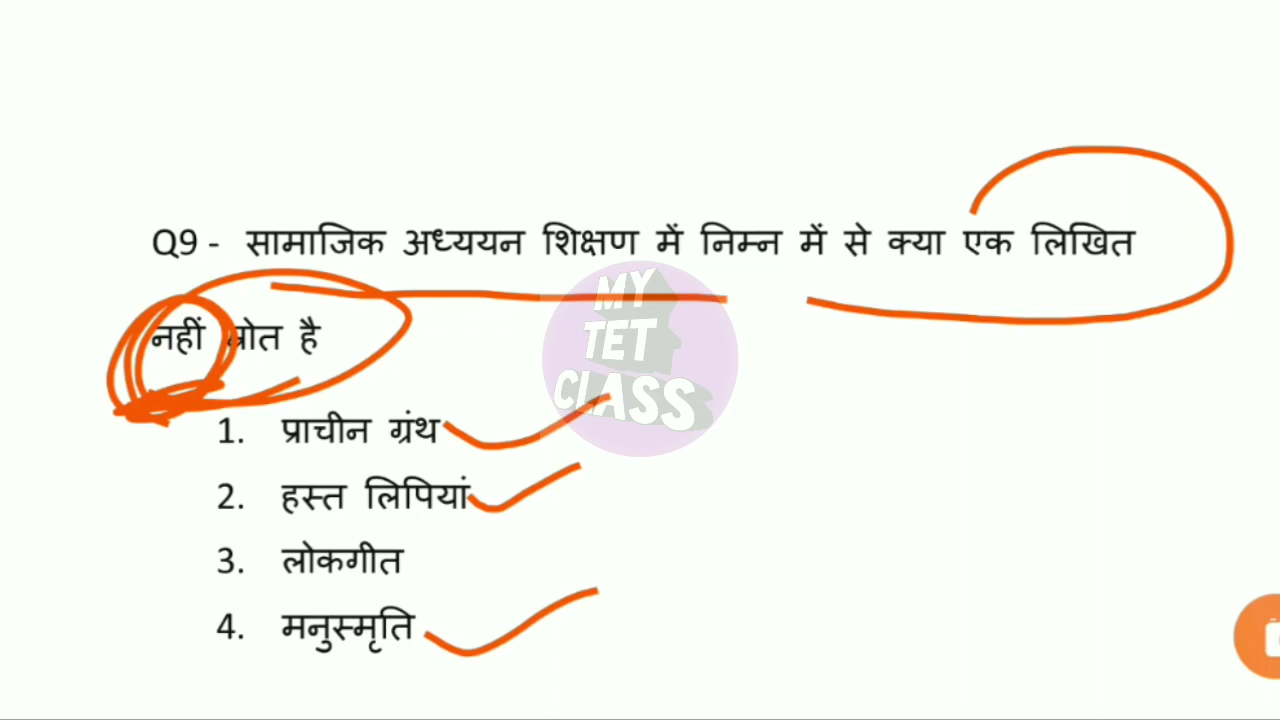 Q9 - सामाजिक अध्ययन शिक्षण में निम्न में से क्या एक लिखित
नहीं स्रोत है
MY
TET
CLASS
1. प्राचीन ग्रंथ
2. हस्त लिपियां
3. लोकगीत
4. मनुस्मृति